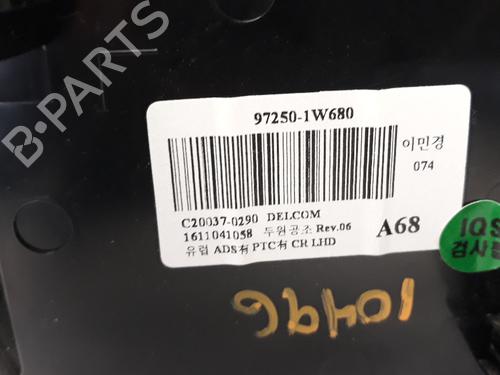 B-PARTS
97250-1W680
이민경
074
C20037-0290 DELCOM
1611041058 두원공조 Rev.06
A68
유럽 ADS有 PTC有 CR LHD
IQS
검사필
10496